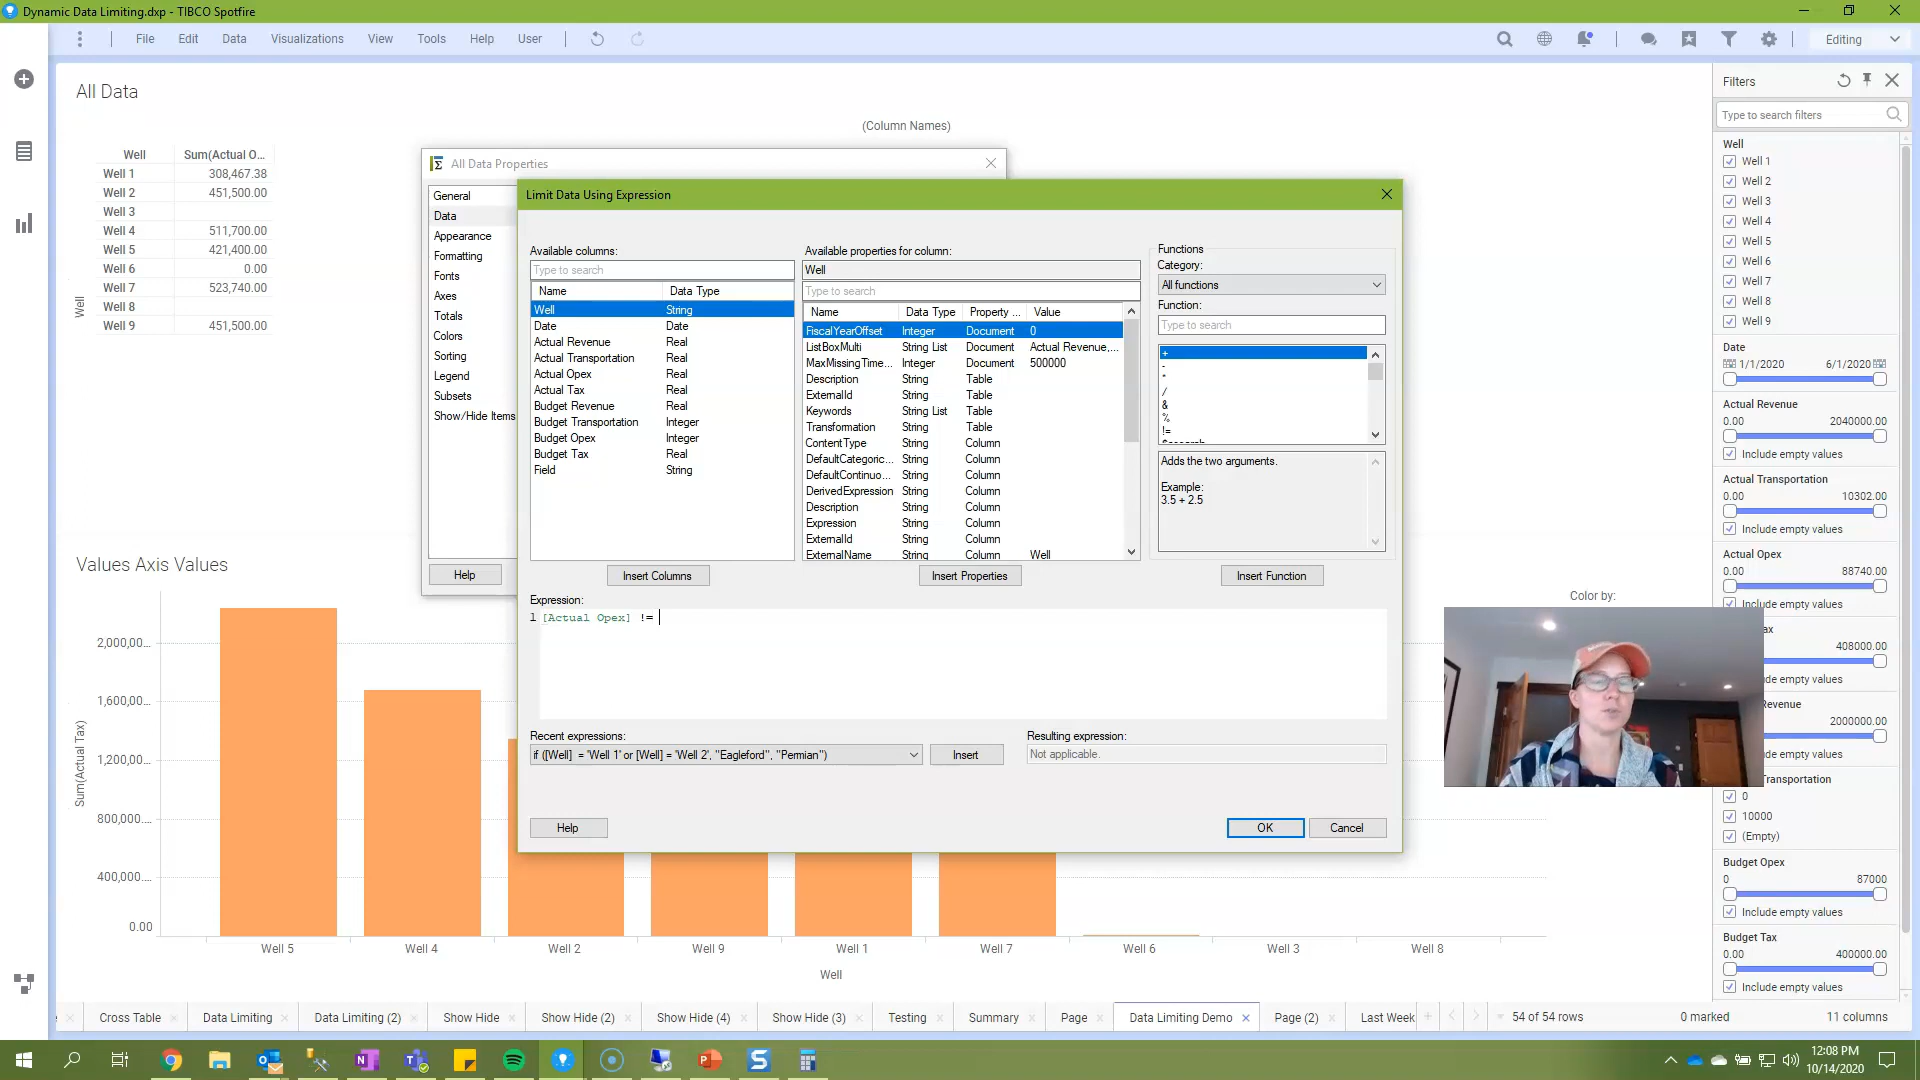 Dynamic Data Limiting.dxp - TIBCO Spotfire
File Edit Data Visualizations View Tools Help User Editing
All Data
(Column Names)
Well Sum(Actual O...
Well 1 308,467.38
Well 2 451,500.00
Well 3
Well 4 511,700.00
Well 5 421,400.00
Well 6 0.00
Well 7 523,740.00
Well 8
Well 9 451,500.00
Well
All Data Properties
General
Data
Appearance
Formatting
Fonts
Axes
Totals
Colors
Sorting
Legend
Subsets
Show/Hide Items
Help
Limit Data Using Expression
Available columns:
Type to search
Name Data Type
Well String
Date Date
Actual Revenue Real
Actual Transportation Real
Actual Opex Real
Actual Tax Real
Budget Revenue Real
Budget Transportation Integer
Budget Opex Integer
Budget Tax Real
Field String
Insert Columns
Available properties for column:
Well
Type to search
Name Data Type Property ... Value
FiscalYearOffset Integer Document 0
ListBoxMulti String List Document Actual Revenue,...
MaxMissingTime... Integer Document 500000
Description String Table
ExternalId String Table
Keywords String List Table
Transformation String Table
ContentType String Column
DefaultCategoric... String Column
DefaultContinuo... String Column
DerivedExpression String Column
Description String Column
Expression String Column
ExternalId String Column
ExternalName String Column Well
Insert Properties
Functions
Category:
All functions
Function:
Type to search
+
-
*
/
&
%
!=
Adds the two arguments.
Example:
3.5 + 2.5
Insert Function
Expression:
1 [Actual Opex] !=
Recent expressions:
if ([Well] = 'Well 1' or [Well] = 'Well 2', "Eagleford", "Permian")
Insert
Resulting expression:
Not applicable.
Help
OK
Cancel
Values Axis Values
Color by:
Sum(Actual Tax)
2,000,00...
1,600,00...
1,200,00...
800,000....
400,000....
0.00
Well 5 Well 4 Well 2 Well 9 Well 1 Well 7 Well 6 Well 3 Well 8
Well
Filters
Type to search filters
Well
Well 1
Well 2
Well 3
Well 4
Well 5
Well 6
Well 7
Well 8
Well 9
Date
1/1/2020 6/1/2020
Actual Revenue
0.00 2040000.00
Include empty values
Actual Transportation
0.00 10302.00
Include empty values
Actual Opex
0.00 88740.00
Include empty values
ax
408000.00
pty values
evenue
2000000.00
pty values
ransportation
0
10000
(Empty)
Budget Opex
0 87000
Include empty values
Budget Tax
0.00 400000.00
Include empty values
Cross Table Data Limiting Data Limiting (2) Show Hide Show Hide (2) Show Hide (4) Show Hide (3) Testing Summary Page Data Limiting Demo Page (2) Last Week
54 of 54 rows 0 marked 11 columns
12:08 PM
10/14/2020